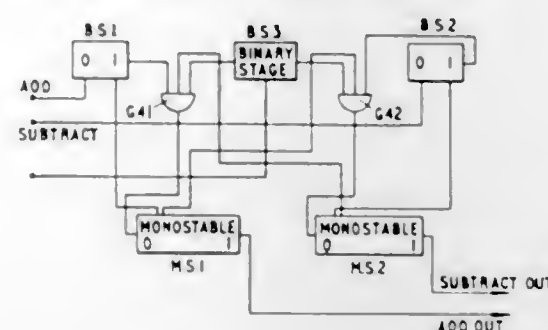 BS1
BS3
BS2
0 1
BINARY
STAGE
0 1
ADD
G41
G42
SUBTRACT
MONOSTABLE
0 1
MONOSTABLE
0 1
MS1
MS2
SUBTRACT OUT
ADD OUT